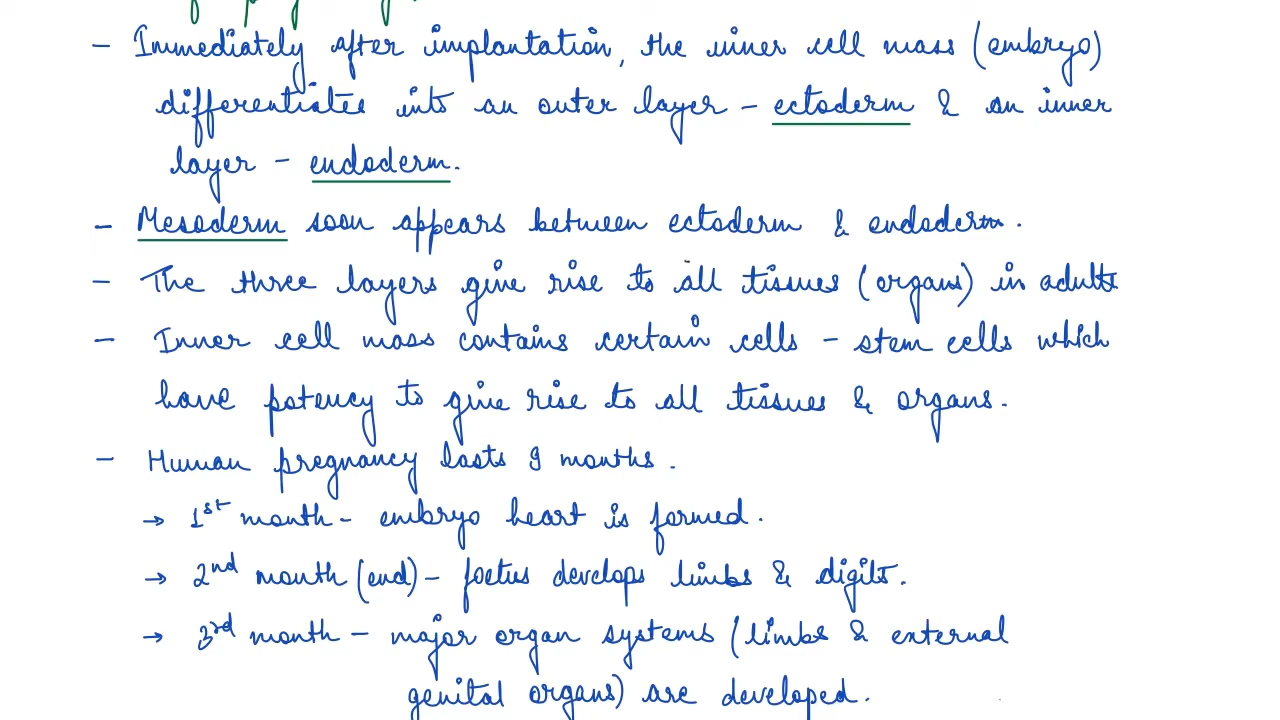 - Immediately after implantation, the inner cell mass (embryo)
differentiates into an outer layer - ectoderm & an inner
layer - endoderm.
- Mesoderm soon appears between ectoderm & endoderm.
- The three layers give rise to all tissues (organs) in adults
- Inner cell mass contains certain cells - stem cells which
have potency to give rise to all tissues & organs.
- Human pregnancy lasts 9 months.
→ 1st month - embryo heart is formed.
→ 2nd month (end) - foetus develops limbs & digits.
→ 3rd month - major organ systems (limbs & external
genital organs) are developed.